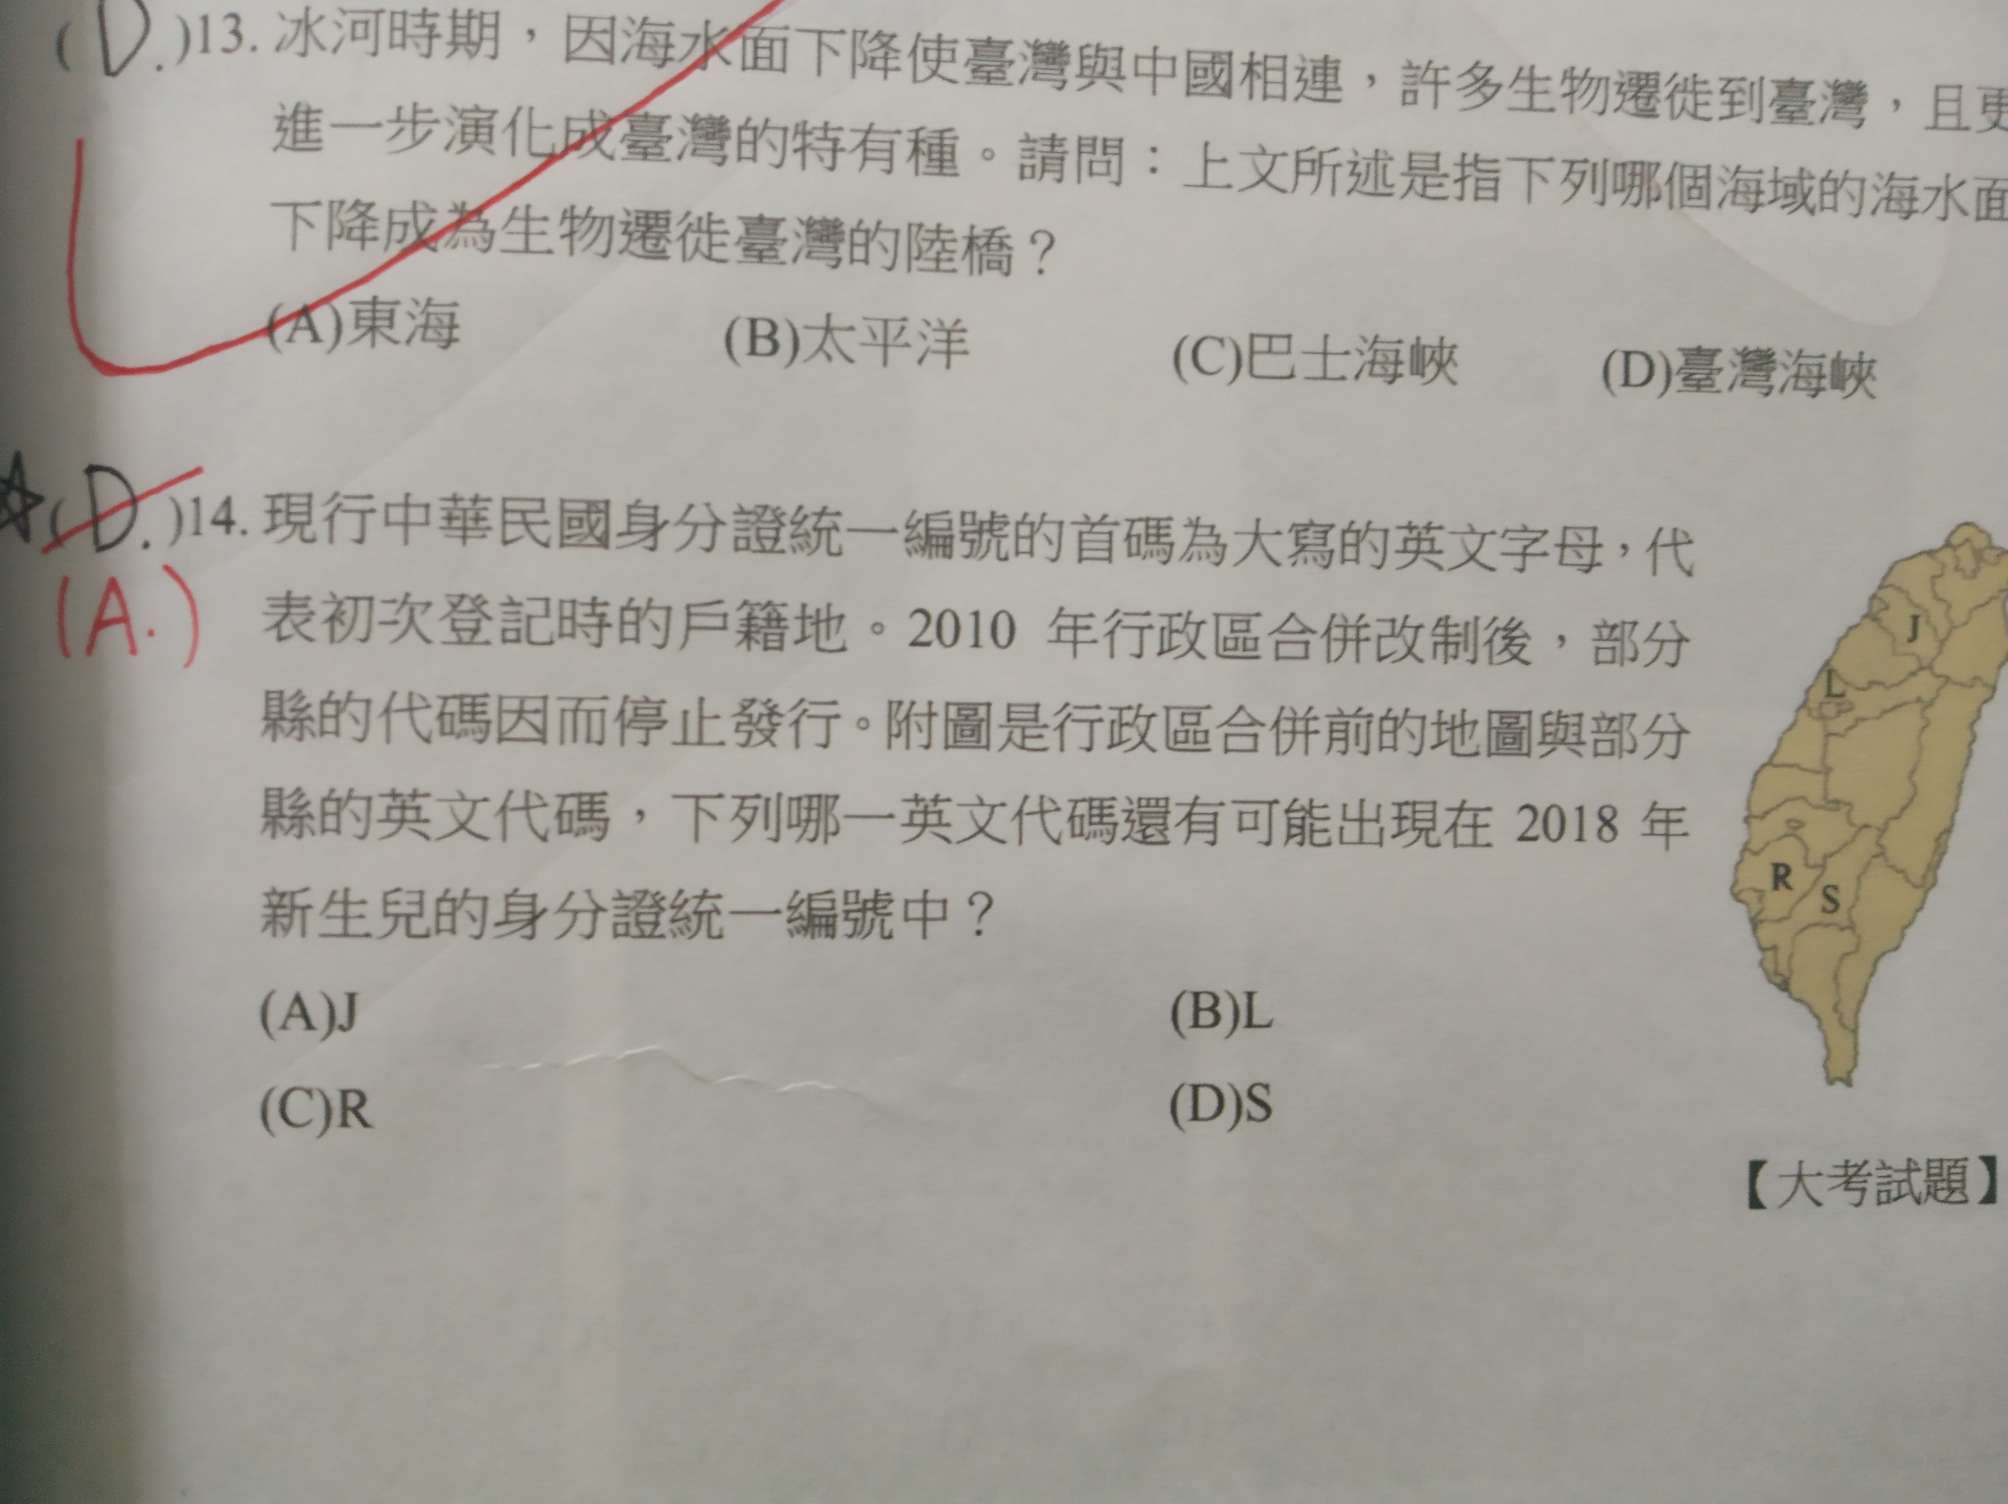 (D.)13. 冰河時期，因海水面下降使臺灣與中國相連，許多生物遷徙到臺灣，且更
進一步演化成臺灣的特有種。請問：上文所述是指下列哪個海域的海水面
下降成為生物遷徙臺灣的陸橋？
(A)東海 (B)太平洋 (C)巴士海峽 (D)臺灣海峽
☆(D.)14. 現行中華民國身分證統一編號的首碼為大寫的英文字母，代
(A.)
表初次登記時的戶籍地。2010 年行政區合併改制後，部分
縣的代碼因而停止發行。附圖是行政區合併前的地圖與部分
縣的英文代碼，下列哪一英文代碼還有可能出現在 2018 年
新生兒的身分證統一編號中？
(A)J (B)L
(C)R (D)S
J
L
R
S
【大考試題】